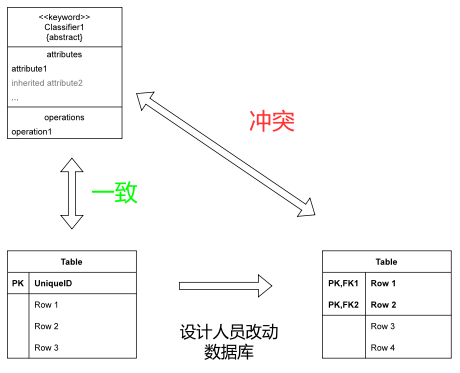 <<keyword>>
Classifier1
{abstract}
attributes
attribute1
inherited attribute2
...
operations
operation1
冲突
一致
Table
PK UniqueID
Row 1
Row 2
Row 3
设计人员改动
数据库
Table
PK,FK1 Row 1
PK,FK2 Row 2
Row 3
Row 4